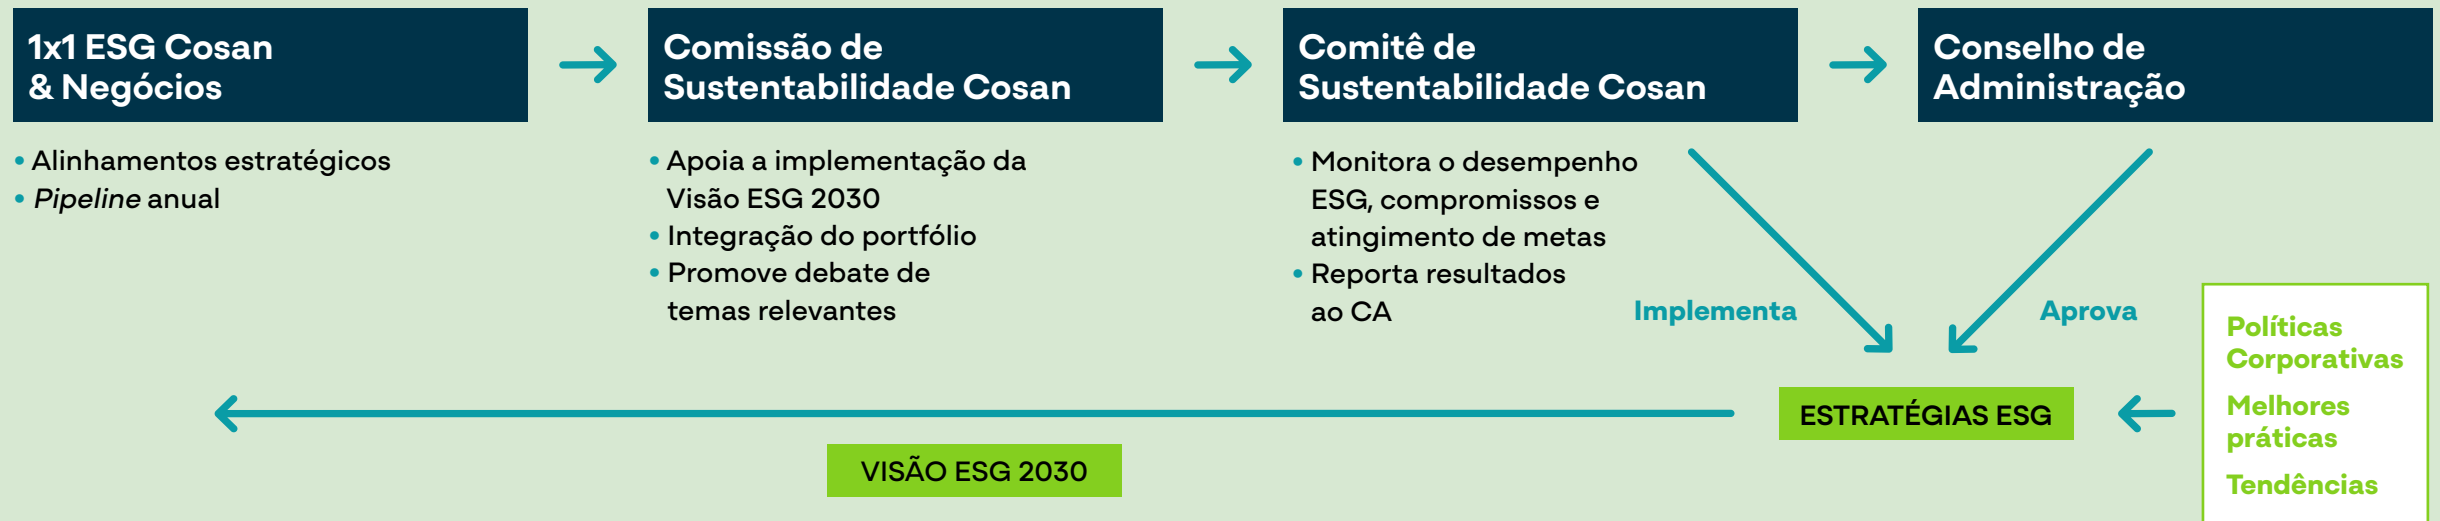 1x1 ESG Cosan
& Negócios
• Alinhamentos estratégicos
• Pipeline anual
Comissão de
Sustentabilidade Cosan
• Apoia a implementação da
Visão ESG 2030
• Integração do portfólio
• Promove debate de
temas relevantes
Comitê de
Sustentabilidade Cosan
• Monitora o desempenho
ESG, compromissos e
atingimento de metas
• Reporta resultados
ao CA
Conselho de
Administração
Implementa
Aprova
Políticas
Corporativas
Melhores
práticas
Tendências
ESTRATÉGIAS ESG
VISÃO ESG 2030